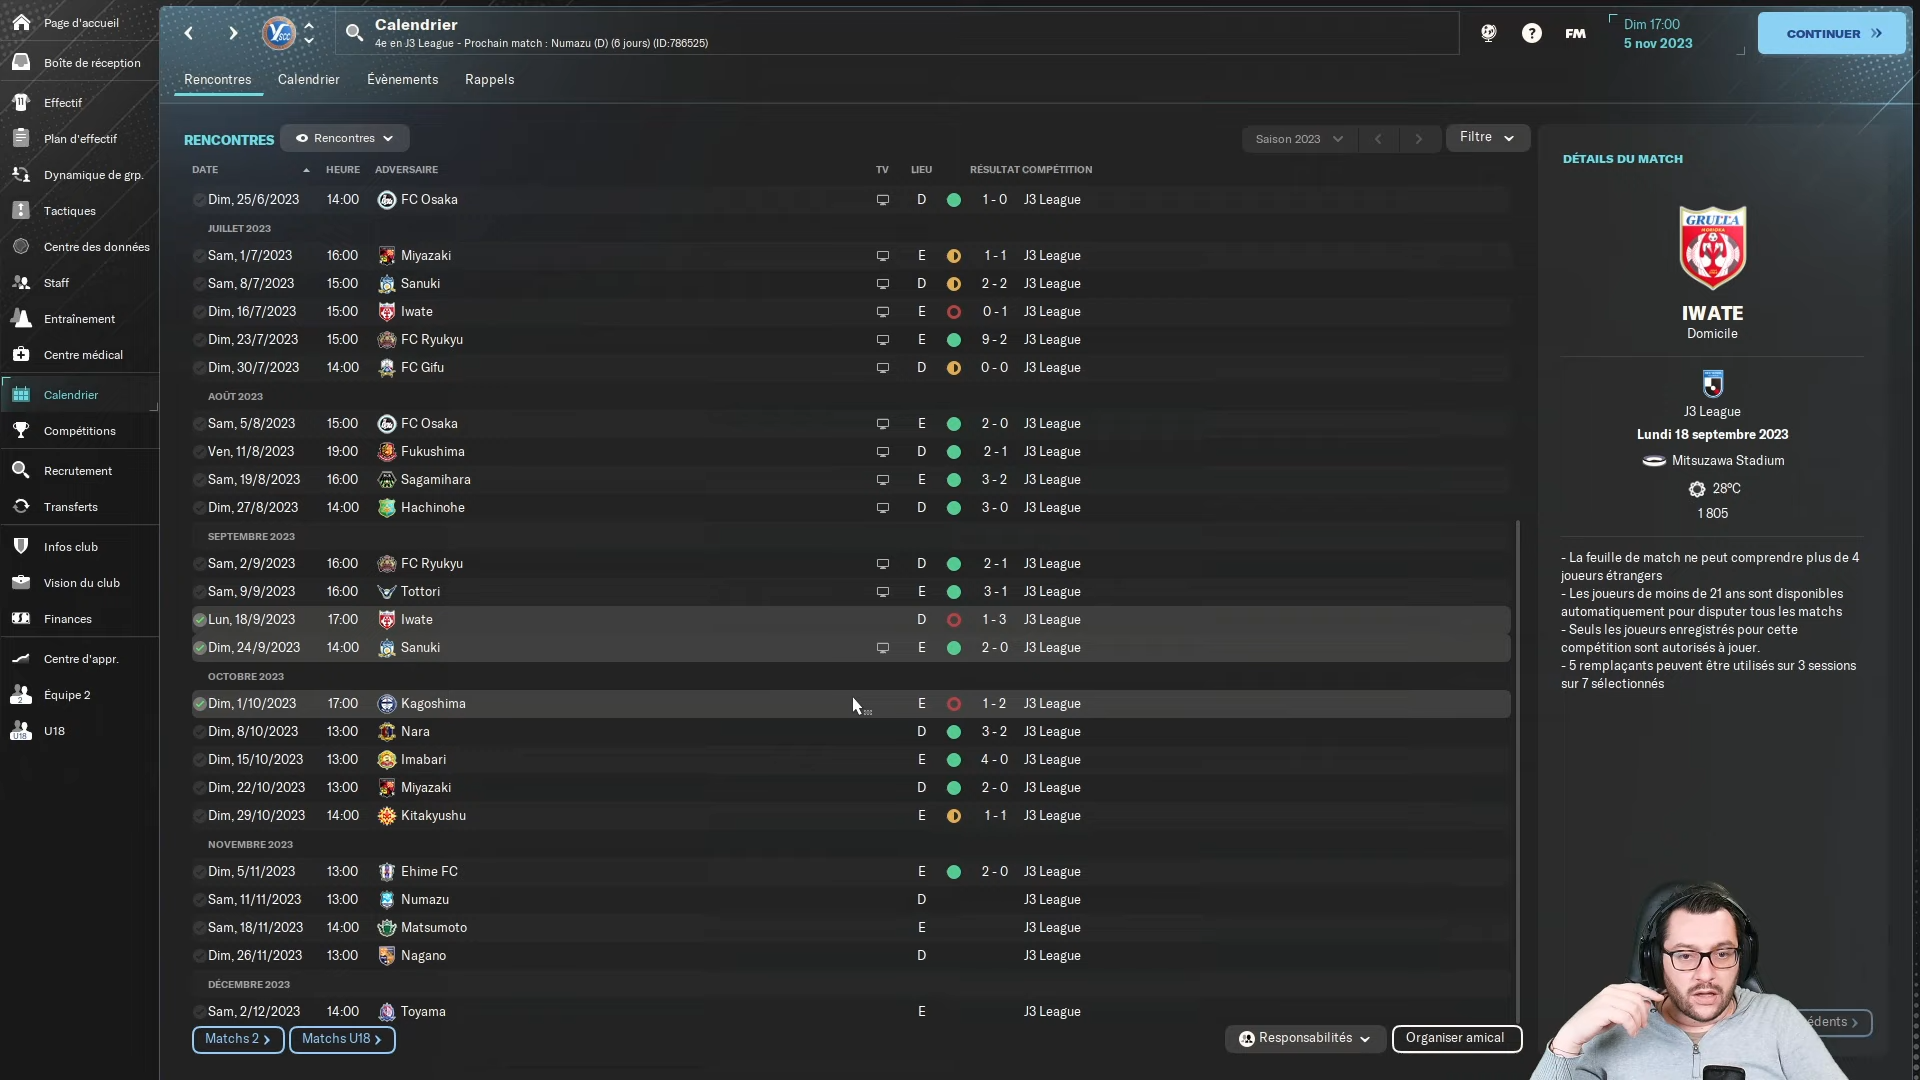 Page d'accueil
Boîte de réception
Effectif
Plan d'effectif
Dynamique de grp.
Tactiques
Centre des données
Staff
Entraînement
Centre médical
Calendrier
Compétitions
Recrutement
Transferts
Infos club
Vision du club
Finances
Centre d'appr.
2
Équipe 2
U18
U18
YSCC
Calendrier
4e en J3 League - Prochain match : Numazu (D) (6 jours) (ID:786525)
FM
Dim 17:00
5 nov 2023
CONTINUER
Rencontres
Calendrier
Évènements
Rappels
RENCONTRES
Rencontres
Saison 2023
Filtre
DATE HEURE ADVERSAIRE TV LIEU RÉSULTAT COMPÉTITION
Dim, 25/6/2023 14:00 FC Osaka D 1 - 0 J3 League
JUILLET 2023
Sam, 1/7/2023 16:00 Miyazaki E 1 - 1 J3 League
Sam, 8/7/2023 15:00 Sanuki D 2 - 2 J3 League
Dim, 16/7/2023 15:00 Iwate E 0 - 1 J3 League
Dim, 23/7/2023 15:00 FC Ryukyu E 9 - 2 J3 League
Dim, 30/7/2023 14:00 FC Gifu D 0 - 0 J3 League
AOÛT 2023
Sam, 5/8/2023 15:00 FC Osaka E 2 - 0 J3 League
Ven, 11/8/2023 19:00 Fukushima D 2 - 1 J3 League
Sam, 19/8/2023 16:00 Sagamihara E 3 - 2 J3 League
Dim, 27/8/2023 14:00 Hachinohe D 3 - 0 J3 League
SEPTEMBRE 2023
Sam, 2/9/2023 16:00 FC Ryukyu D 2 - 1 J3 League
Sam, 9/9/2023 16:00 Tottori E 3 - 1 J3 League
Lun, 18/9/2023 17:00 Iwate D 1 - 3 J3 League
Dim, 24/9/2023 14:00 Sanuki E 2 - 0 J3 League
OCTOBRE 2023
Dim, 1/10/2023 17:00 Kagoshima E 1 - 2 J3 League
Dim, 8/10/2023 13:00 Nara D 3 - 2 J3 League
Dim, 15/10/2023 13:00 Imabari E 4 - 0 J3 League
Dim, 22/10/2023 13:00 Miyazaki D 2 - 0 J3 League
Dim, 29/10/2023 14:00 Kitakyushu E 1 - 1 J3 League
NOVEMBRE 2023
Dim, 5/11/2023 13:00 Ehime FC E 2 - 0 J3 League
Sam, 11/11/2023 13:00 Numazu D J3 League
Sam, 18/11/2023 14:00 Matsumoto E J3 League
Dim, 26/11/2023 13:00 Nagano D J3 League
DÉCEMBRE 2023
Sam, 2/12/2023 14:00 Toyama E J3 League
Matchs 2
Matchs U18
Responsabilités
Organiser amical
DÉTAILS DU MATCH
GRULLA
MORIOKA
IWATE
Domicile
J3 League
Lundi 18 septembre 2023
Mitsuzawa Stadium
28°C
1 805
- La feuille de match ne peut comprendre plus de 4
joueurs étrangers
- Les joueurs de moins de 21 ans sont disponibles
automatiquement pour disputer tous les matchs
- Seuls les joueurs enregistrés pour cette
compétition sont autorisés à jouer.
- 5 remplaçants peuvent être utilisés sur 3 sessions
sur 7 sélectionnés